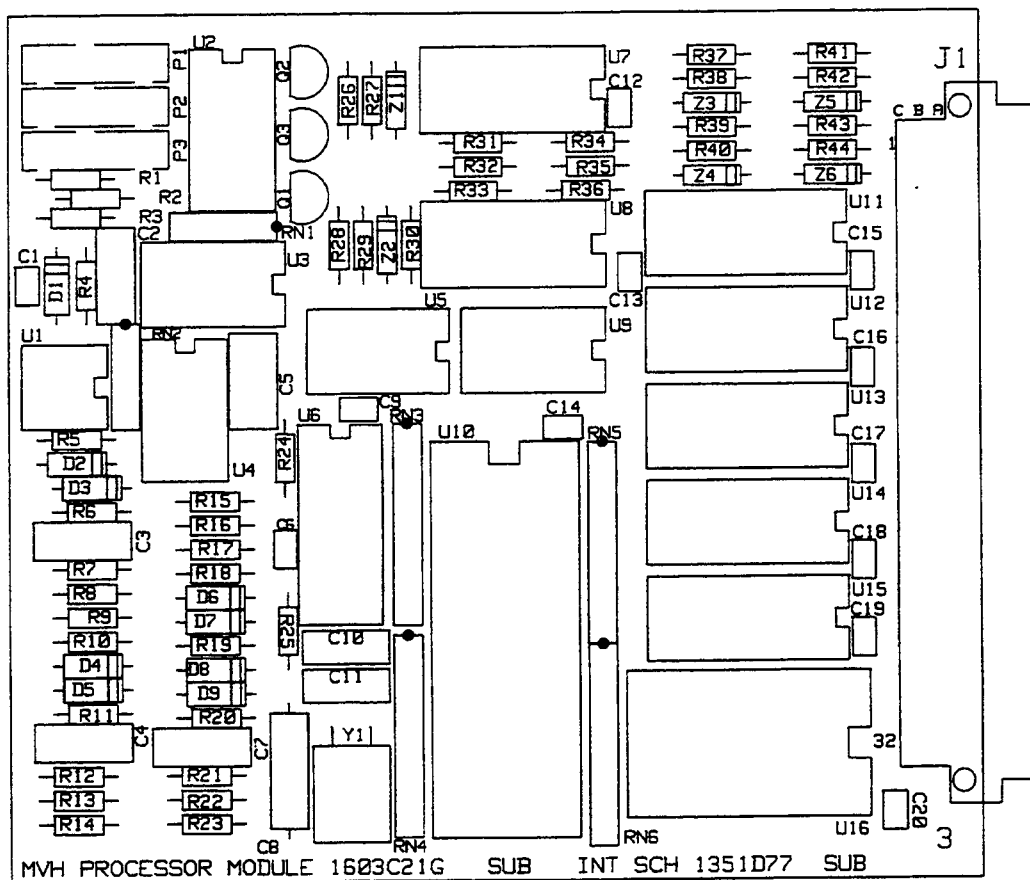 P1
U2
Q2
R26
R27
Z1
U7
C12
R37
R41
J1
R38
R42
P2
Z3
Z5
C B A
Q3
R39
R43
1
P3
R31
R34
R40
R44
R32
R35
Z4
Z6
R1
R33
R36
R2
Q1
U8
U11
R3
RN1
C2
R28
R29
Z2
R30
C15
C1
D1
R4
U3
C13
U12
U5
U9
C16
U1
RN2
C5
U13
C9
C14
U6
RN3
U10
RN5
C17
R5
R24
D2
U4
D3
U14
R15
R6
R16
C6
C18
C3
R17
R7
R18
U15
R8
D6
C19
R9
D7
R25
R10
R19
C10
D4
D8
C11
D5
D9
R11
R20
C4
C7
Y1
32
R12
R21
R13
R22
C20
R14
R23
U16
C8
RN4
RN6
3
MVH PROCESSOR MODULE 1603C21G SUB INT SCH 1351D77 SUB